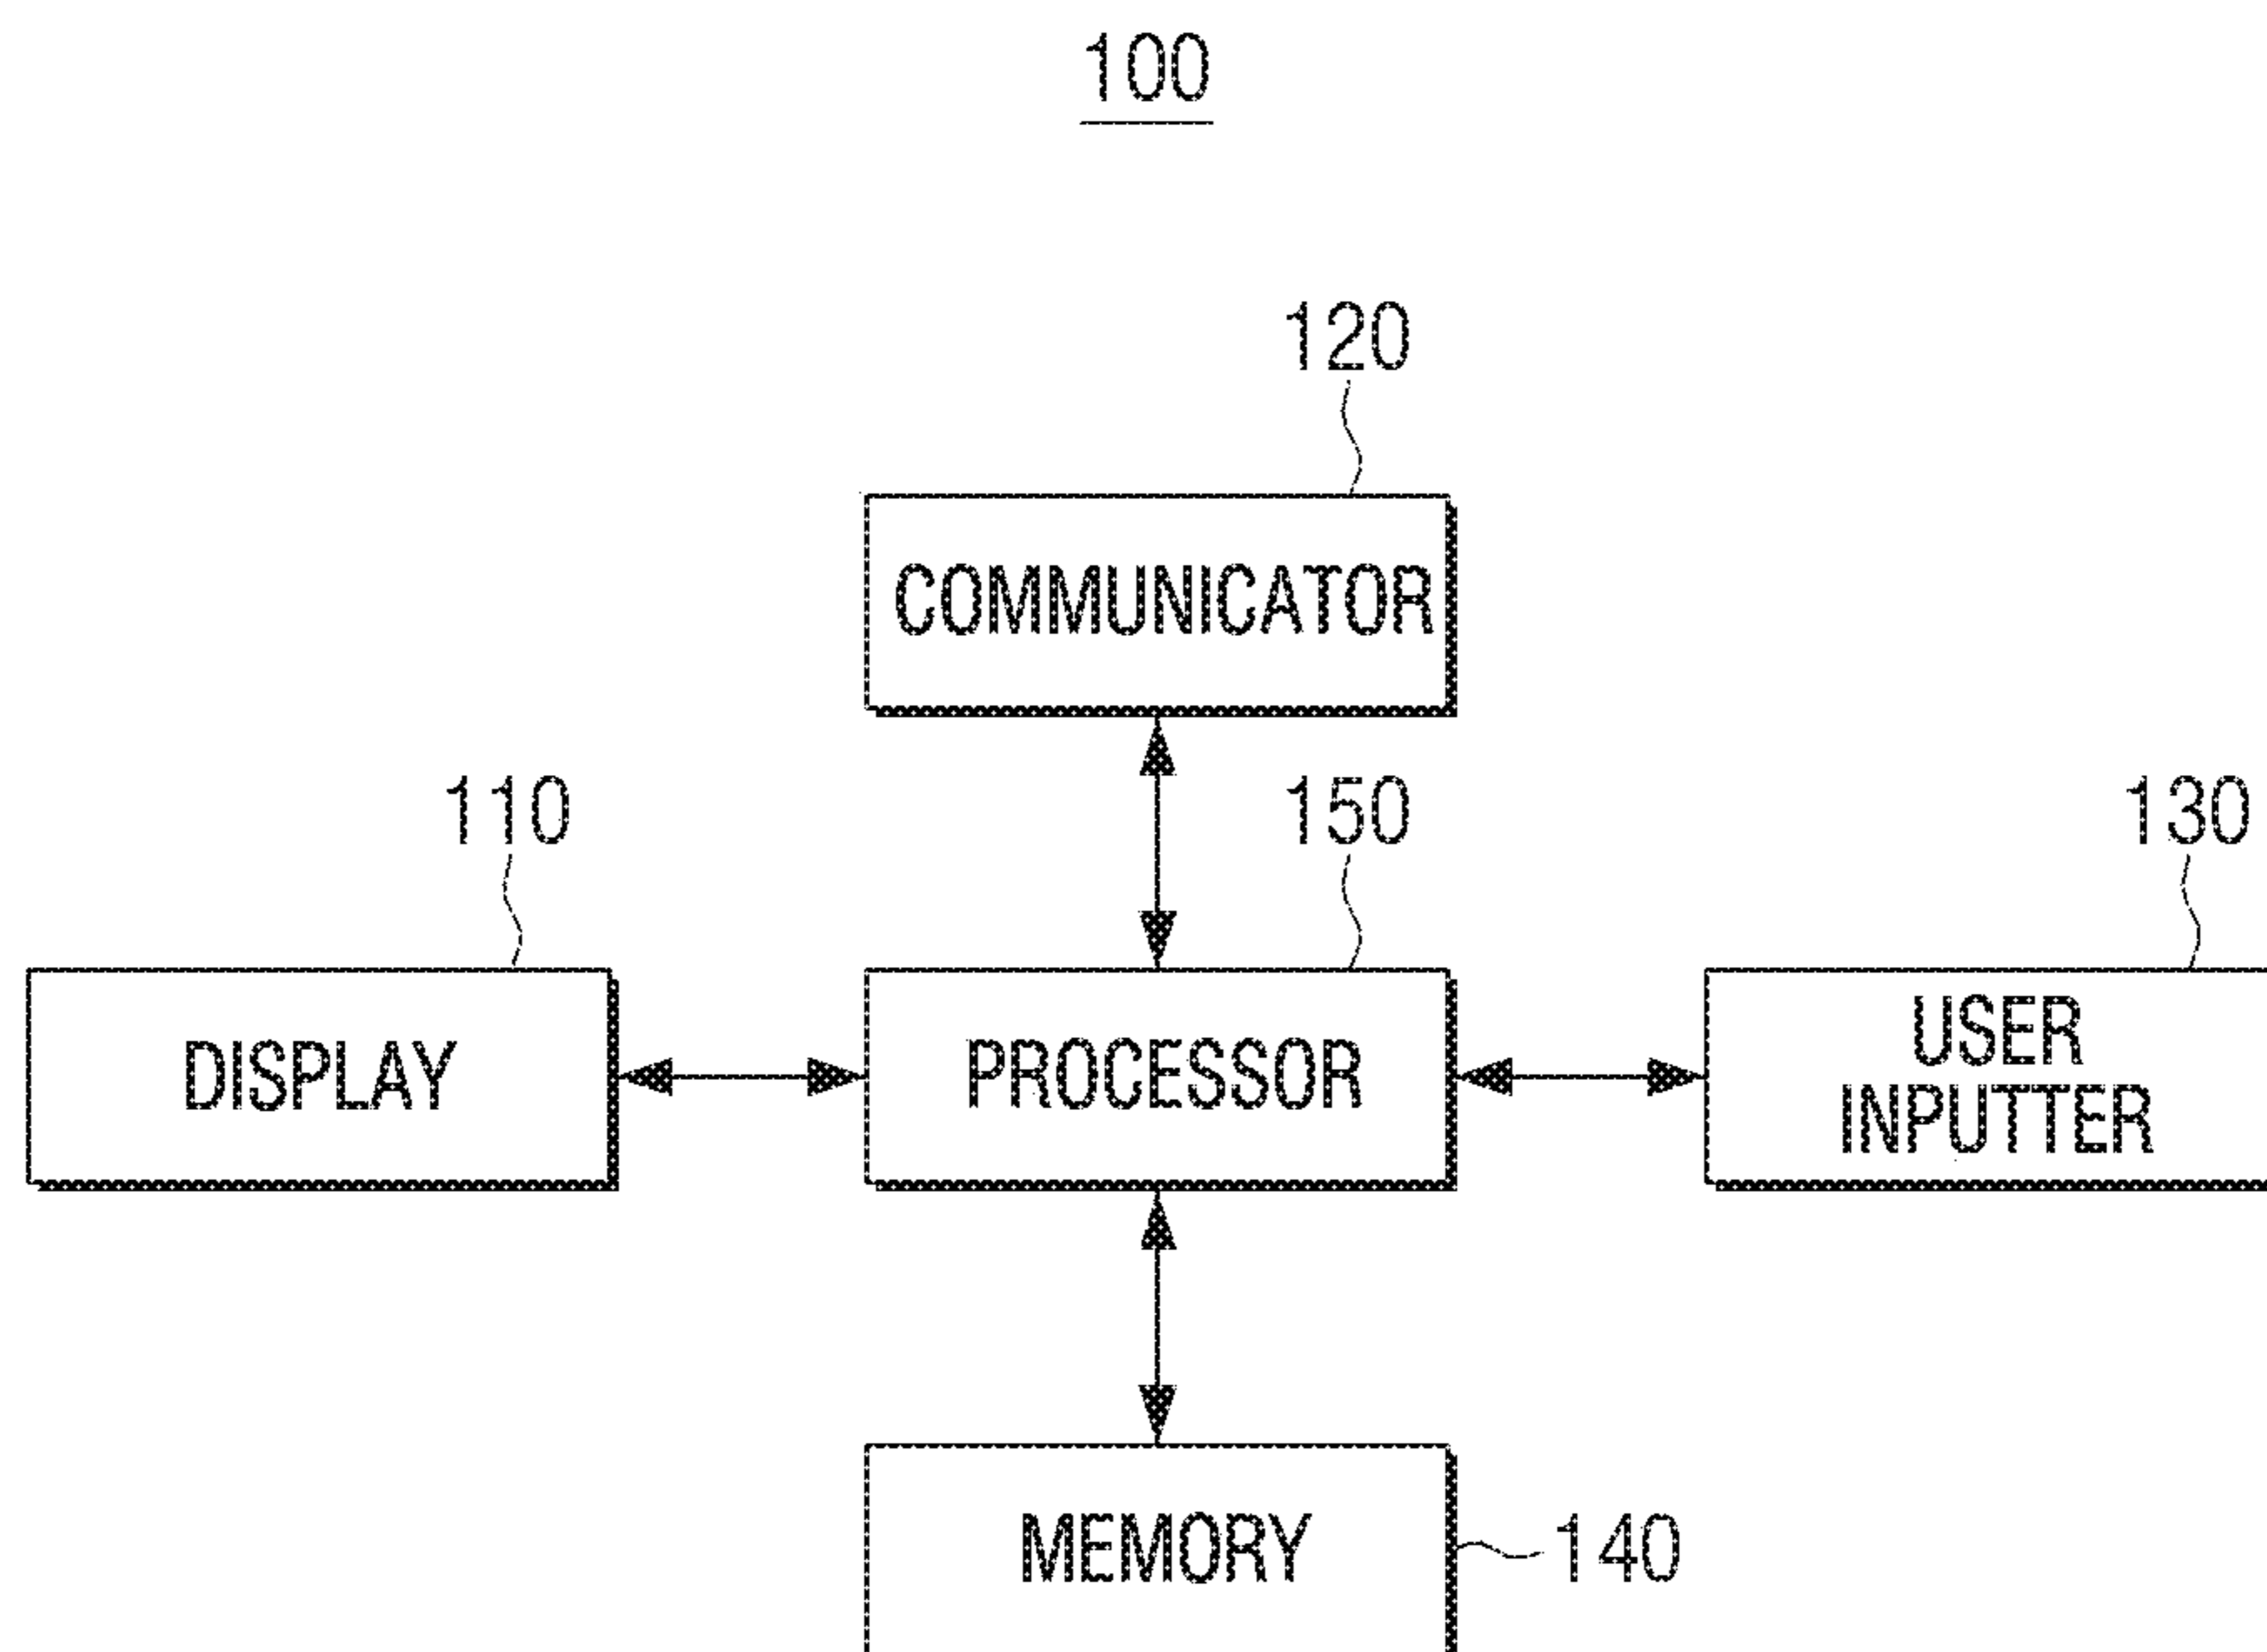 100
120
COMMUNICATOR
110
150
130
DISPLAY
PROCESSOR
USER
INPUTTER
MEMORY
140